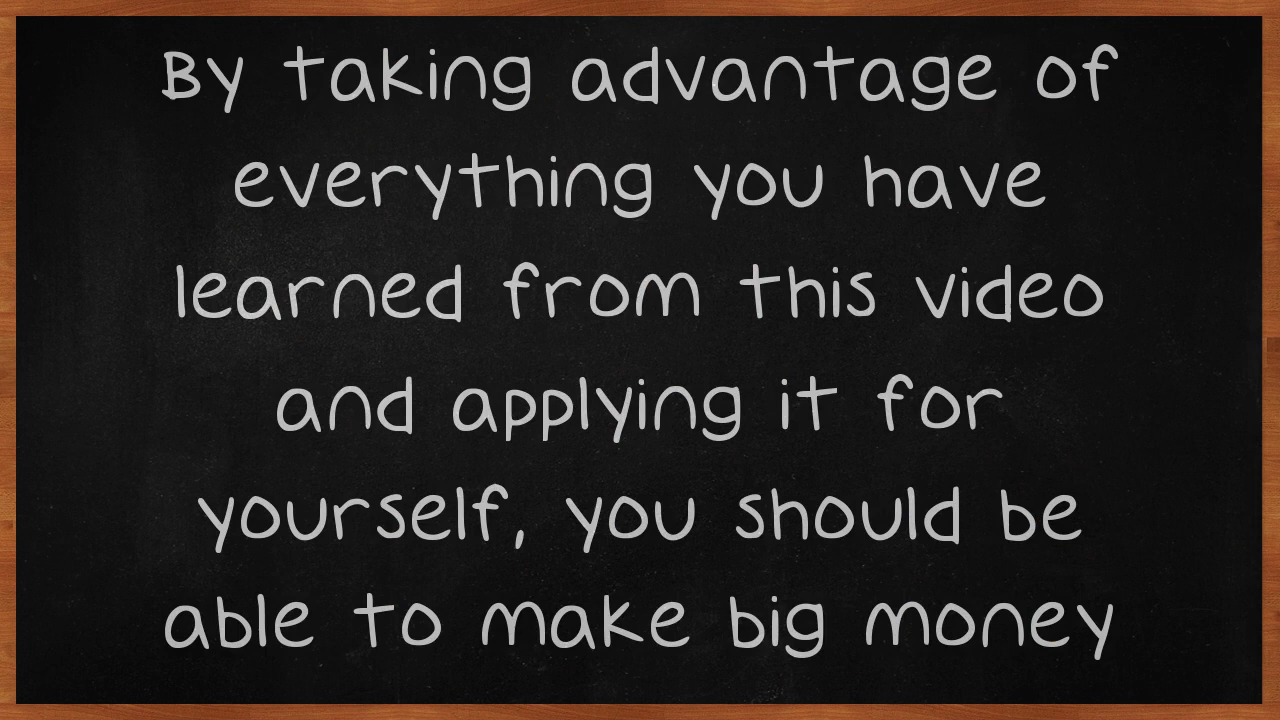 By taking advantage of
everything you have
learned from this video
and applying it for
yourself, you should be
able to make big money